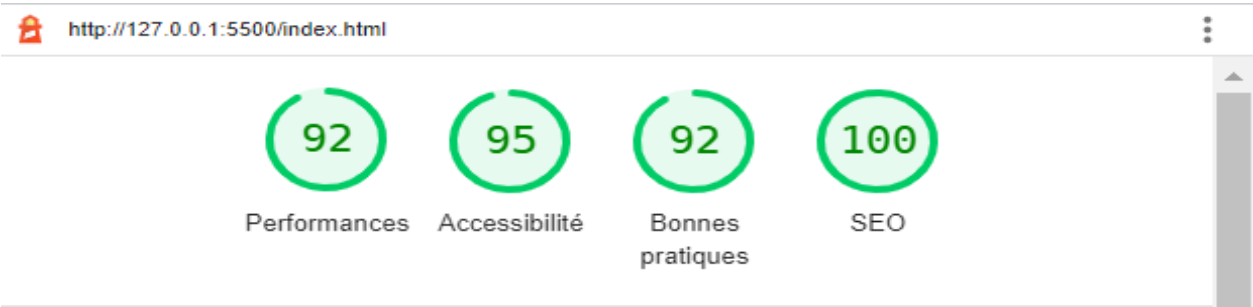 http://127.0.0.1:5500/index.html
92
95
92
100
Performances
Accessibilité
Bonnes
pratiques
SEO